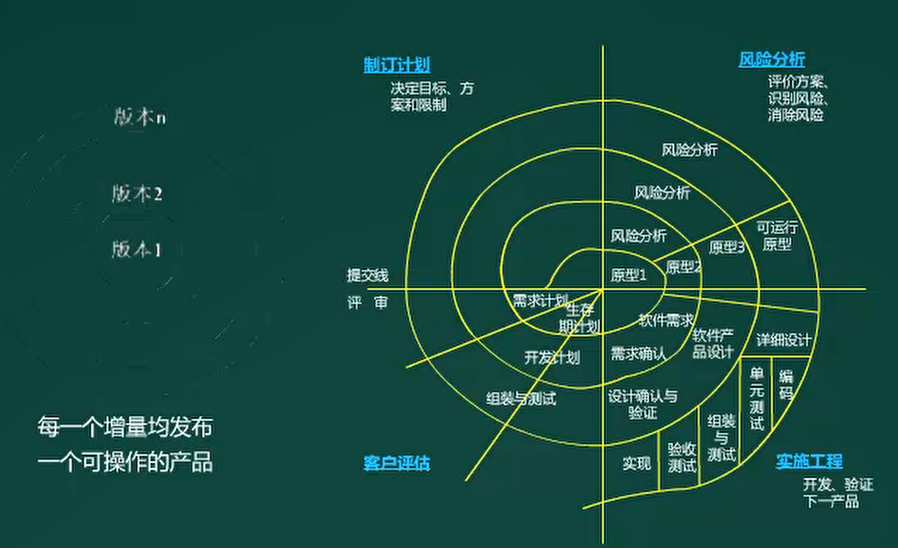 制订计划
决定目标、方
案和限制
风险分析
评价方案、
识别风险、
消除风险
版本n
版本2
版本1
风险分析
风险分析
风险分析
可运行
原型
原型3
原型2
原型1
提交线
评 审
需求计划
生存
期计划
软件需求
软件产
品设计
详细设计
开发计划
需求确认
组装与测试
设计确认与
验证
单
元
测
试
编
码
组装
与
测试
验收
测试
实现
每一个增量均发布
一个可操作的产品
客户评估
实施工程
开发、验证
下一产品